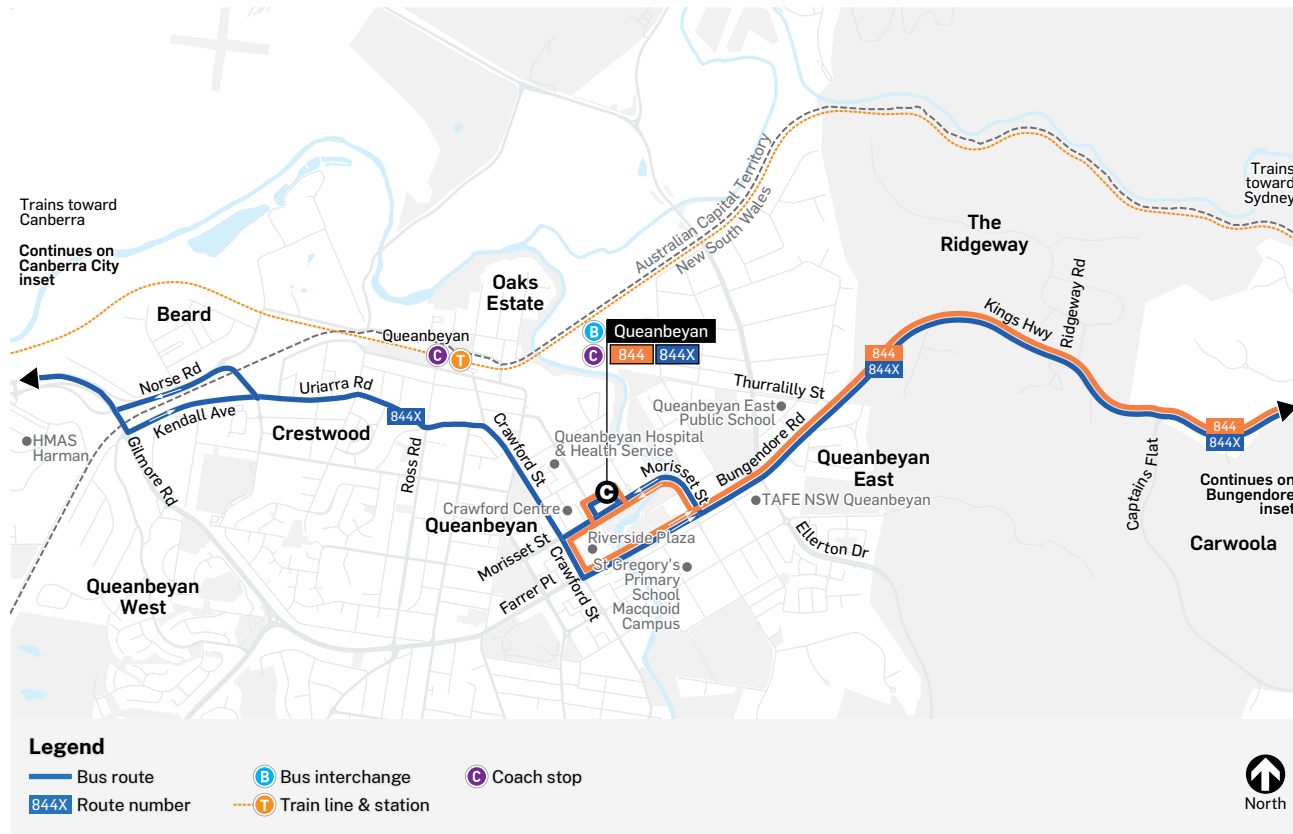 Australian Capital Territory
New South Wales
Trains
toward
Sydney
Trains toward
Canberra
Continues on
Canberra City
inset
The
Ridgeway
Oaks
Estate
Beard
Queanbeyan
C
T
B
Queanbeyan
C
844
844X
Kings Hwy
Ridgeway Rd
844
844X
Norse Rd
Uriarra Rd
Kendall Ave
Thurralilly St
Queanbeyan East
Public School
844X
Crestwood
HMAS
Harman
Gilmore Rd
Ross Rd
Crawford St
Queanbeyan Hospital
& Health Service
Morisset St
Bungendore Rd
Queanbeyan
East
844
844X
Captains Flat
Continues on
Bungendore
inset
C
Crawford Centre
Queanbeyan
TAFE NSW Queanbeyan
Riverside Plaza
Morisset St
Ellerton Dr
Carwoola
Crawford St
St Gregory's
Primary
School
Macquoid
Campus
Farrer Pl
Queanbeyan
West
Legend
Bus route
B Bus interchange
C Coach stop
844X Route number
T Train line & station
North